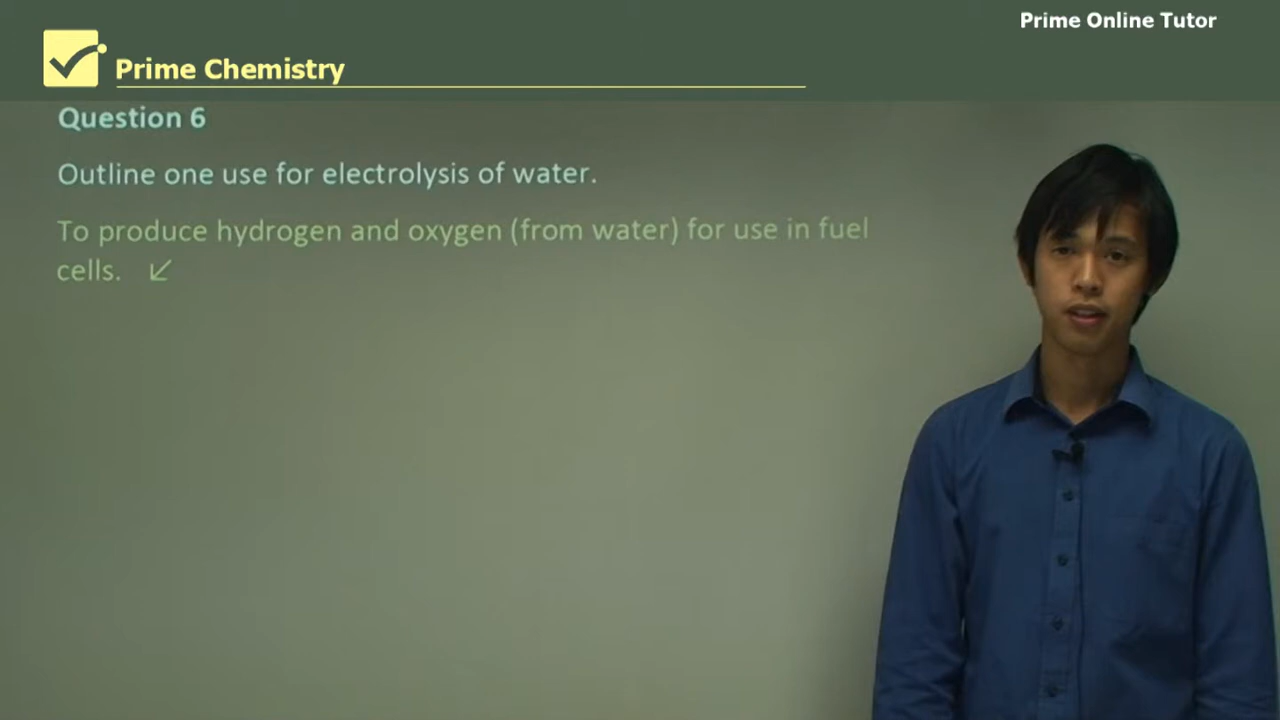 Prime Online Tutor
Prime Chemistry
Question 6
Outline one use for electrolysis of water.
To produce hydrogen and oxygen (from water) for use in fuel
cells.